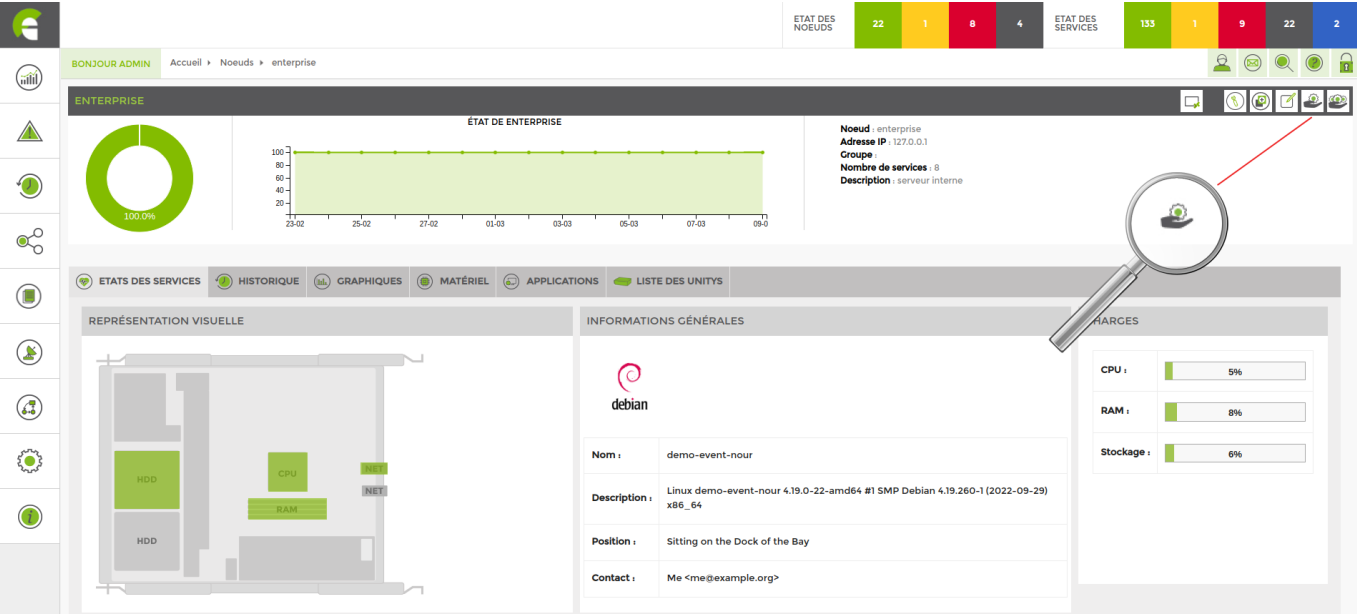 ETAT DES
NOEUDS
22
1
8
4
ETAT DES
SERVICES
133
1
9
22
2
BONJOUR ADMIN
Accueil
Noeuds
enterprise
ENTERPRISE
100.0%
ÉTAT DE ENTERPRISE
100
80
60
40
20
23-02
25-02
27-02
01-03
03-03
05-03
07-03
09-0
Noeud : enterprise
Adresse IP : 127.0.0.1
Groupe :
Nombre de services : 8
Description : serveur interne
ETATS DES SERVICES
HISTORIQUE
GRAPHIQUES
MATÉRIEL
APPLICATIONS
LISTE DES UNITYS
REPRÉSENTATION VISUELLE
HDD
HDD
CPU
RAM
NET
NET
INFORMATIONS GÉNÉRALES
debian
Nom :
demo-event-nour
Description :
Linux demo-event-nour 4.19.0-22-amd64 #1 SMP Debian 4.19.260-1 (2022-09-29)
x86_64
Position :
Sitting on the Dock of the Bay
Contact :
Me <me@example.org>
HARGES
CPU :
5%
RAM :
8%
Stockage :
6%